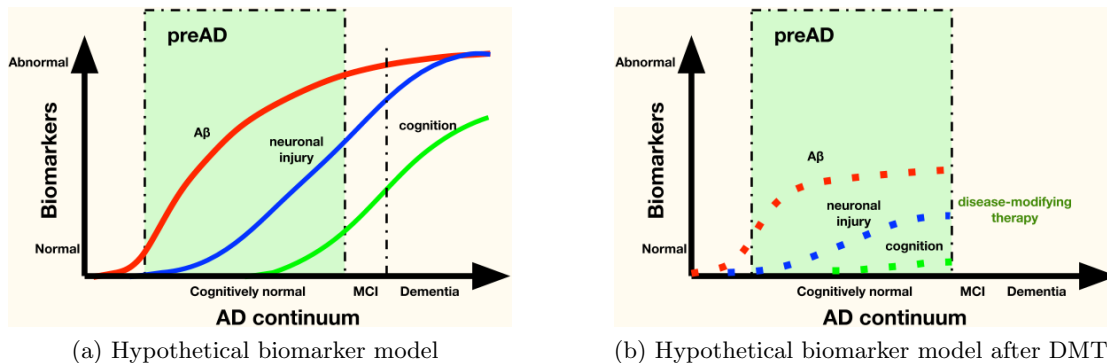 preAD
Abnormal
Biomarkers
Aβ
neuronal
injury
cognition
Normal
Cognitively normal MCI Dementia
AD continuum
(a) Hypothetical biomarker model
preAD
Abnormal
Biomarkers
Aβ
neuronal
injury
disease-modifying
therapy
cognition
Normal
Cognitively normal MCI Dementia
AD continuum
(b) Hypothetical biomarker model after DMT